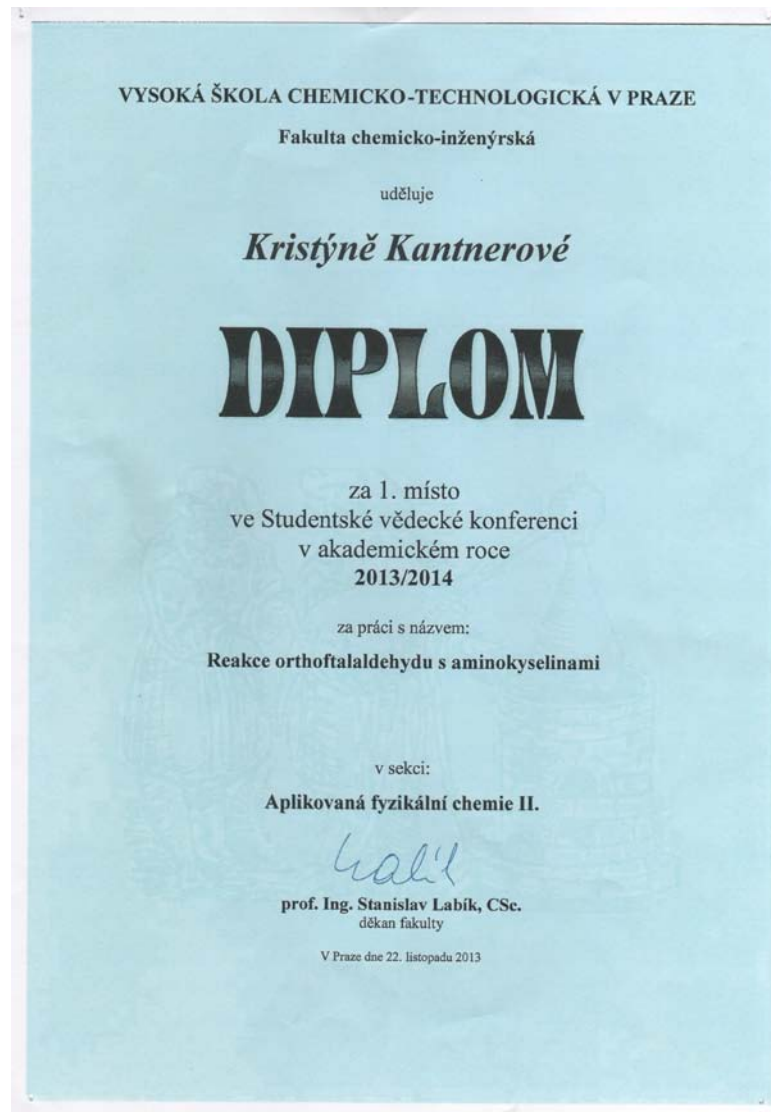 VYSOKÁ ŠKOLA CHEMICKO-TECHNOLOGICKÁ V PRAZE
Fakulta chemicko-inženýrská
uděluje
Kristýně Kantnerové
DIPLOM
za 1. místo
ve Studentské vědecké konferenci
v akademickém roce
2013/2014
za práci s názvem:
Reakce orthoftalaldehydu s aminokyselinami
v sekci:
Aplikovaná fyzikální chemie II.
Labík
prof. Ing. Stanislav Labík, CSc.
děkan fakulty
V Praze dne 22. listopadu 2013